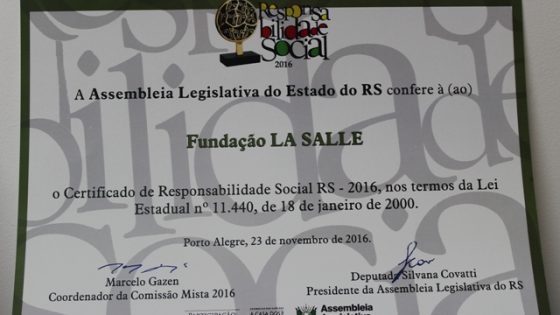 Responsa
bilidade
Social
2016
A Assembleia Legislativa do Estado do RS confere à (ao)
Fundação LA SALLE
o Certificado de Responsabilidade Social RS - 2016, nos termos da Lei
Estadual nº 11.440, de 18 de janeiro de 2000.
Porto Alegre, 23 de novembro de 2016.
Marcelo Gazen
Coordenador da Comissão Mista 2016
Deputada Silvana Covatti
Presidente da Assembleia Legislativa do RS
Assembleia